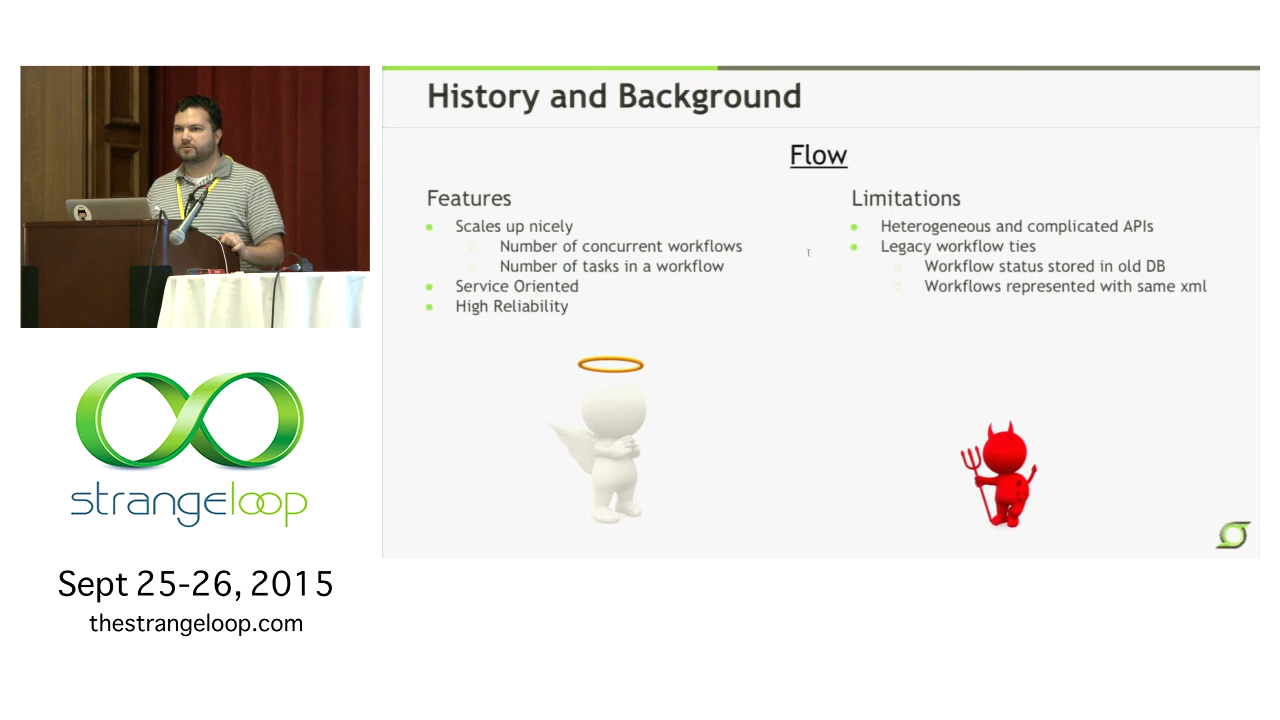 History and Background
Flow
Features
Scales up nicely
Number of concurrent workflows
Number of tasks in a workflow
Service Oriented
High Reliability
Limitations
Heterogeneous and complicated APIs
Legacy workflow ties
Workflow status stored in old DB
Workflows represented with same xml
strangeloop
Sept 25-26, 2015
thestrangeloop.com